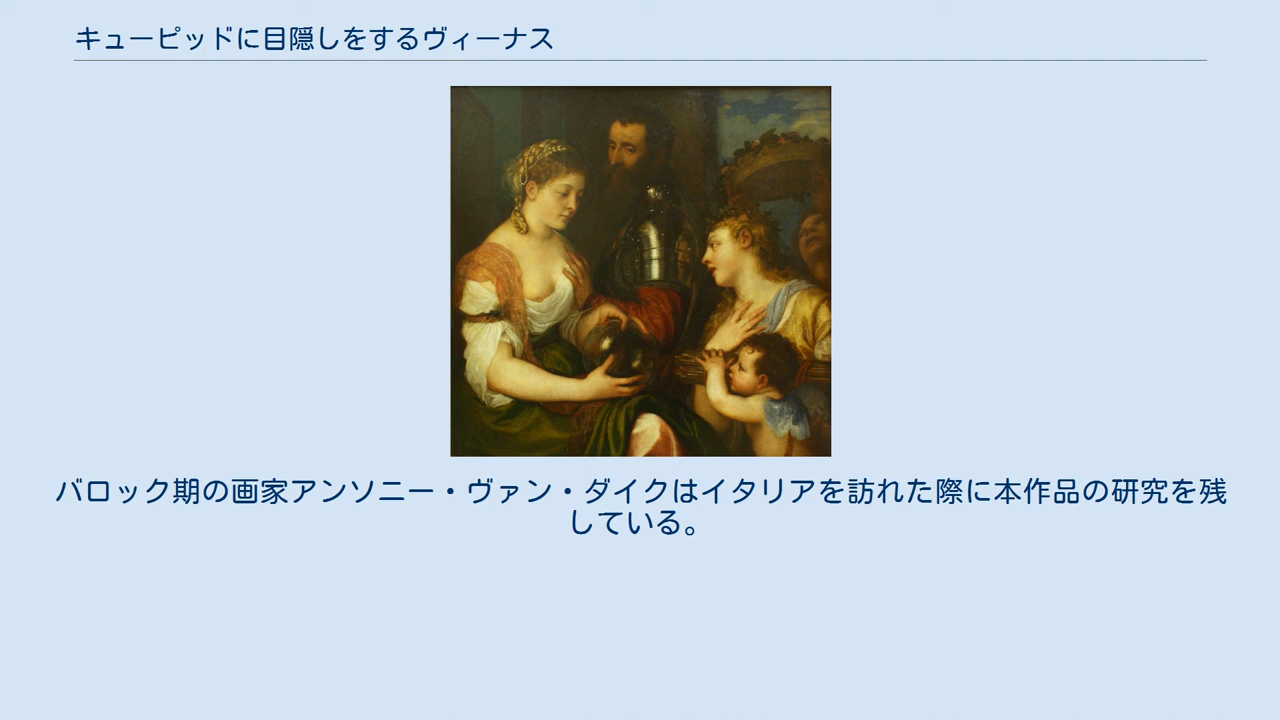 キューピッドに目隠しをするヴィーナス
バロック期の画家アンソニー・ヴァン・ダイクはイタリアを訪れた際に本作品の研究を残
している。